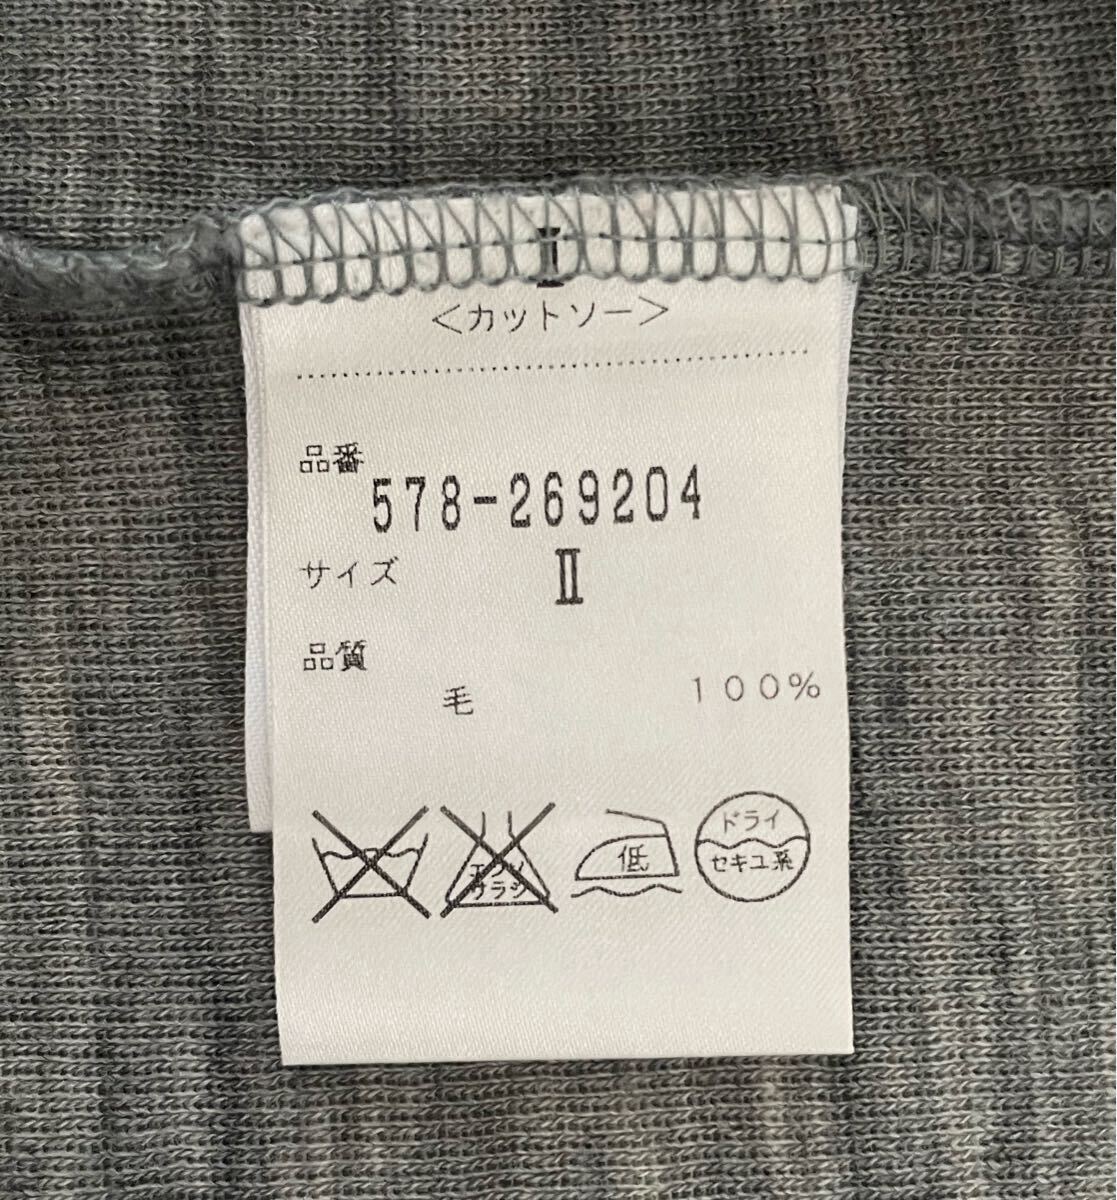 II
<カットソー>
品番
578-269204
サイズ II
品質
毛 100%
エンソ
サラシ
低
ドライ
セキユ系